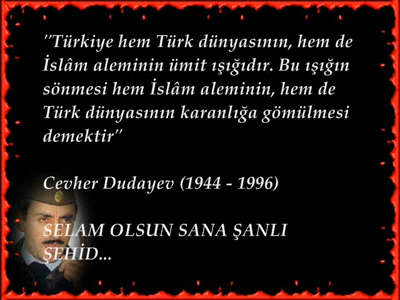 "Türkiye hem Türk dünyasının, hem de
İslâm aleminin ümit ışığıdır. Bu ışığın
sönmesi hem İslâm aleminin, hem de
Türk dünyasının karanlığa gömülmesi
demektir"
Cevher Dudayev (1944 - 1996)
SELAM OLSUN SANA ŞANLI
ŞEHİD...